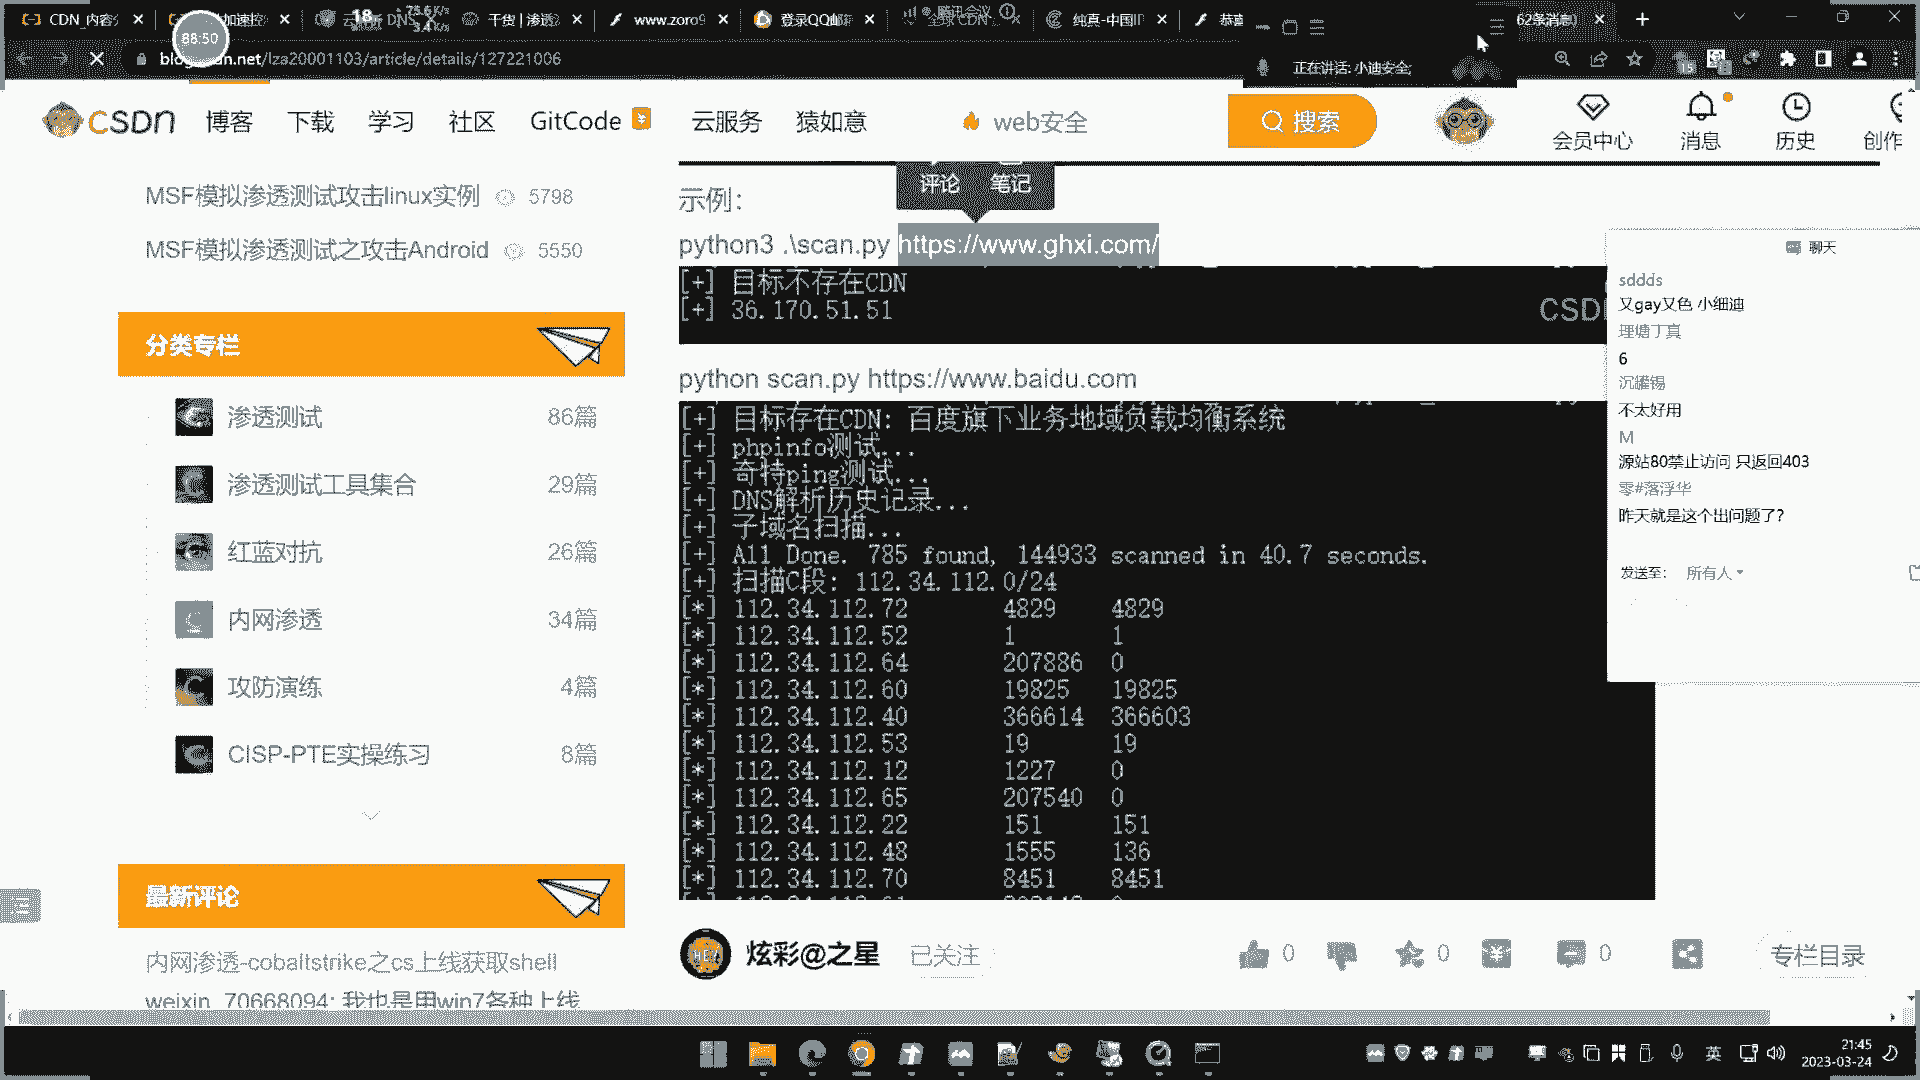 CDN_内容分
云
DNS
干货 | 渗透
www.zoro
登录QQ邮箱
全球CDN
纯真-中国IP
恭喜
腾讯会议
62条消息)
18
75.6K/s
3.4K/s
88:50
net/lza20001103/article/details/127221006
正在讲话: 小迪安全;
CSDN
博客
下载
学习
社区
GitCode
云服务
猿如意
web安全
搜索
会员中心
消息
历史
创作
MSF模拟渗透测试攻击linux实例 5798
MSF模拟渗透测试之攻击Android 5550
分类专栏
渗透测试 86篇
渗透测试工具集合 29篇
红蓝对抗 26篇
内网渗透 34篇
攻防演练 4篇
CISP-PTE实操练习 8篇
最新评论
内网渗透-cobaltstrike之cs上线获取shell
weixin_70668094: 我也是用win7各种上线
评论 笔记
示例：
python3 .\scan.py https://www.ghxi.com/
[+] 目标不存在CDN
[+] 36.170.51.51
CSD
python scan.py https://www.baidu.com
[+] 目标存在CDN: 百度旗下业务地域负载均衡系统
[+] phpinfo测试...
[+] 奇特ping测试...
[+] DNS解析历史记录...
[+] 子域名扫描...
[+] All Done. 785 found, 144933 scanned in 40.7 seconds.
[+] 扫描C段: 112.34.112.0/24
[*] 112.34.112.72 4829 4829
[*] 112.34.112.52 1 1
[*] 112.34.112.64 207886 0
[*] 112.34.112.60 19825 19825
[*] 112.34.112.40 366614 366603
[*] 112.34.112.53 19 19
[*] 112.34.112.12 1227 0
[*] 112.34.112.65 207540 0
[*] 112.34.112.22 151 151
[*] 112.34.112.48 1555 136
[*] 112.34.112.70 8451 8451
炫彩@之星 已关注 0 0 0 专栏目录
聊天
sddds
又gay又色 小细迪
理塘丁真
6
沉罐锡
不太好用
M
源站80禁止访问 只返回403
零#落浮华
昨天就是这个出问题了?
发送至: 所有人
英
21:45
2023-03-24